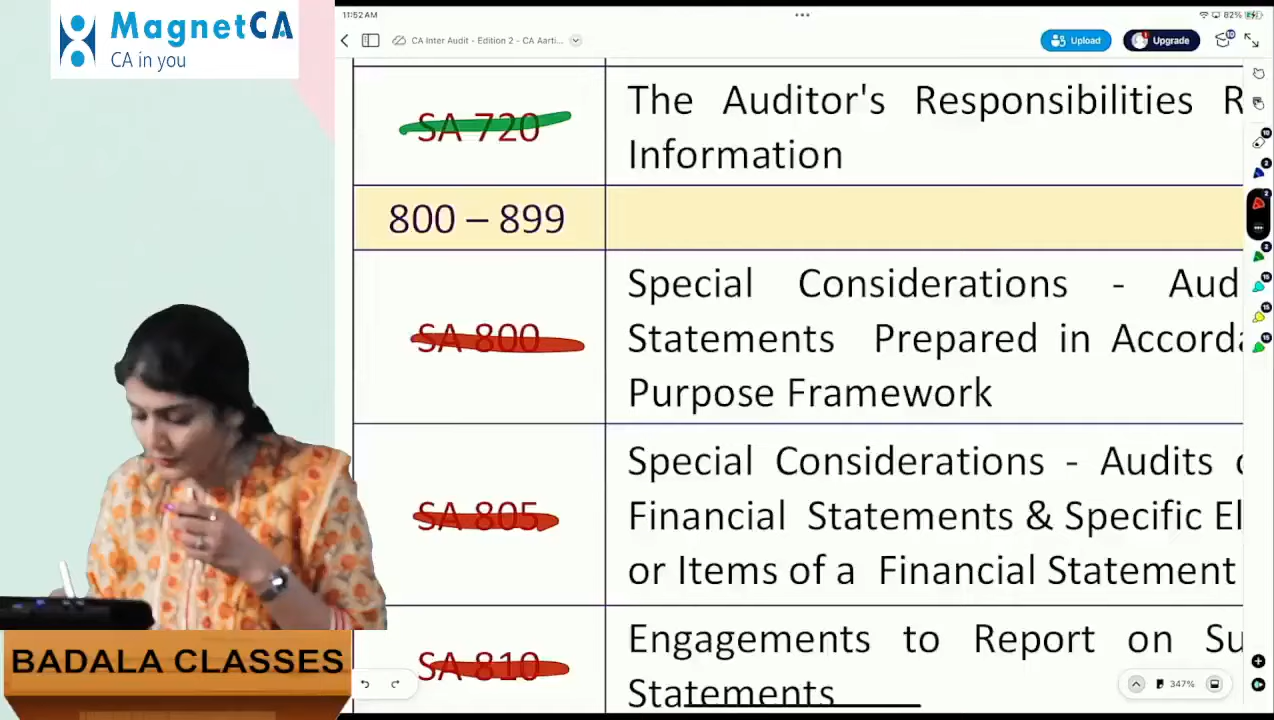 MagnetCA
CA in you
11:52 AM
82%
CA Inter Audit - Edition 2 - CA Aarti...
Upload
Upgrade
SA 720
The Auditor's Responsibilities R
Information
800 – 899
SA 800
Special Considerations - Aud
Statements Prepared in Accorda
Purpose Framework
SA 805
Special Considerations - Audits
Financial Statements & Specific El
or Items of a Financial Statement
SA 810
Engagements to Report on Su
Statements
347%
BADALA CLASSES